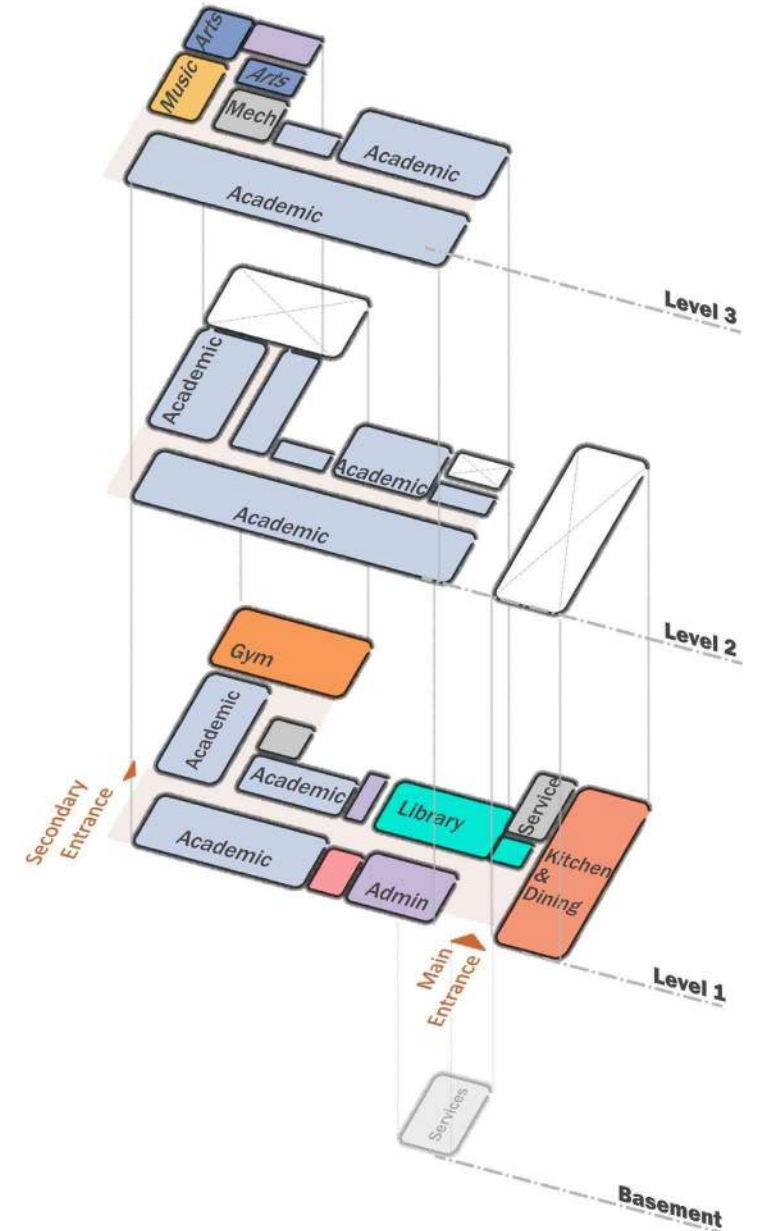 Arts
Music
Arts
Mech
Academic
Academic
Level 3
Academic
Academic
Academic
Level 2
Gym
Academic
Academic
Library
Service
Academic
Admin
Kitchen
&
Dining
Secondary
Entrance
Main
Entrance
Level 1
Services
Basement